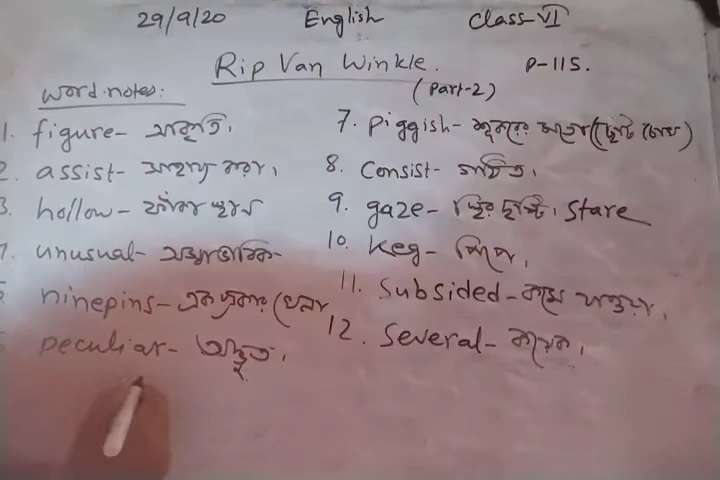 29/9/20 English Class-VI
Rip Van Winkle. P-115.
(Part-2)
Word notes:
1. figure- আকৃতি।
2. assist- সাহায্য করা।
3. hollow- ফাঁকা স্থান
unusual- অস্বাভাবিক
ninepins- একপ্রকার খেলা
peculiar- অদ্ভূত।
7. Piggish- শূকরের মতো (ছোট চোখ)
8. Consist- গঠিত।
9. gaze- স্থির দৃষ্টি। Stare
10. Keg- পিপে।
11. Subsided- কমে যাওয়া।
12. Several- কয়েক।